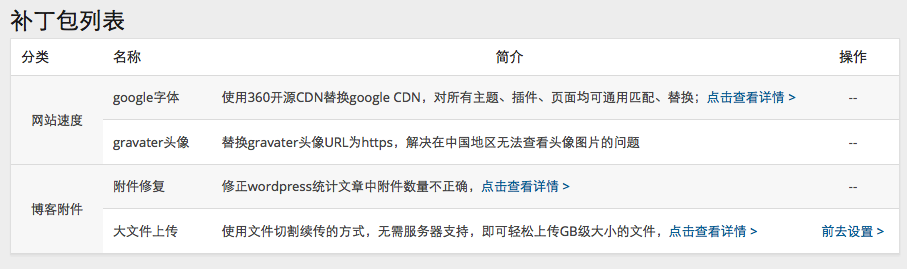 补丁包列表
分类 名称 简介 操作
网站速度
google字体 使用360开源CDN替换google CDN，对所有主题、插件、页面均可通用匹配、替换；点击查看详情 > --
gravater头像 替换gravater头像URL为https，解决在中国地区无法查看头像图片的问题 --
博客附件
附件修复 修正wordpress统计文章中附件数量不正确，点击查看详情 > --
大文件上传 使用文件切割续传的方式，无需服务器支持，即可轻松上传GB级大小的文件，点击查看详情 > 前去设置 >